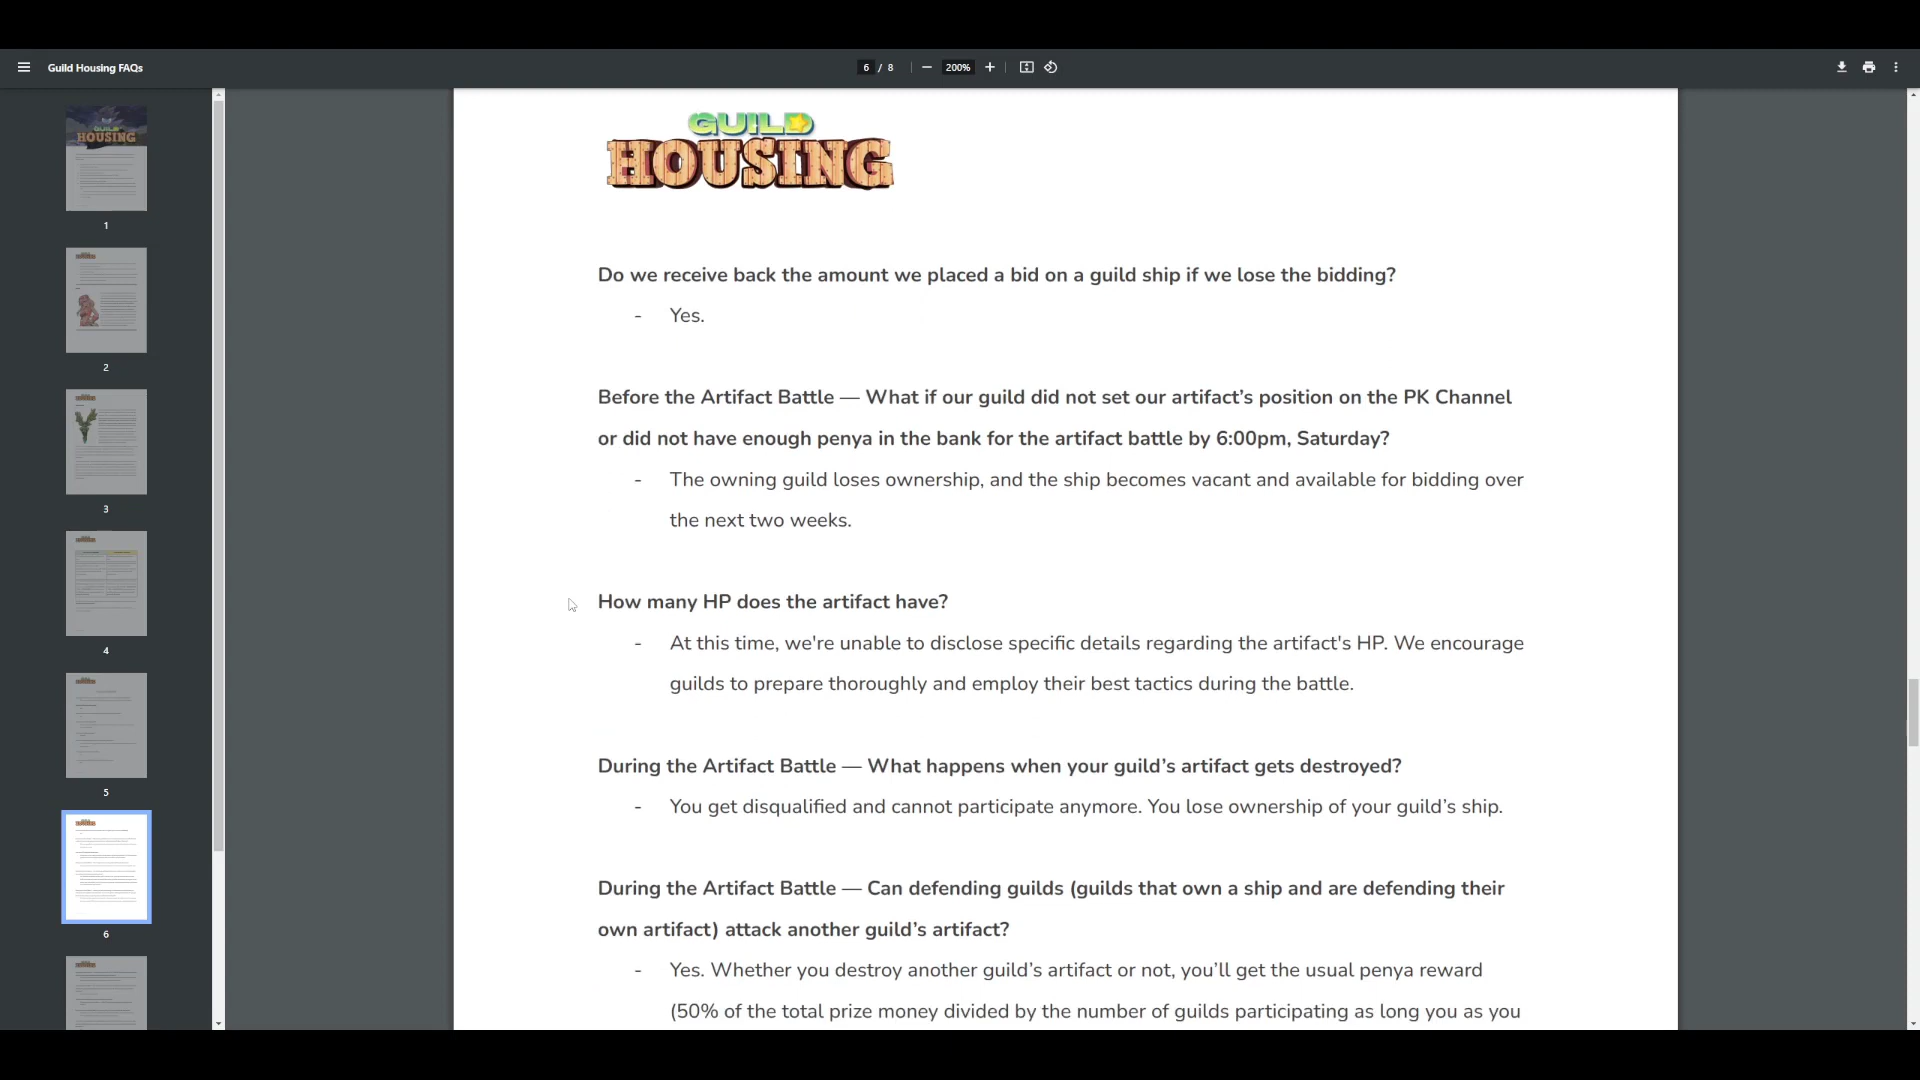 Guild Housing FAQs
6 / 8
200%
GUILD
HOUSING
1
2
3
4
5
6
GUILD
HOUSING
Do we receive back the amount we placed a bid on a guild ship if we lose the bidding?
- Yes.
Before the Artifact Battle — What if our guild did not set our artifact’s position on the PK Channel
or did not have enough penya in the bank for the artifact battle by 6:00pm, Saturday?
- The owning guild loses ownership, and the ship becomes vacant and available for bidding over
the next two weeks.
How many HP does the artifact have?
- At this time, we're unable to disclose specific details regarding the artifact's HP. We encourage
guilds to prepare thoroughly and employ their best tactics during the battle.
During the Artifact Battle — What happens when your guild’s artifact gets destroyed?
- You get disqualified and cannot participate anymore. You lose ownership of your guild’s ship.
During the Artifact Battle — Can defending guilds (guilds that own a ship and are defending their
own artifact) attack another guild’s artifact?
- Yes. Whether you destroy another guild’s artifact or not, you’ll get the usual penya reward
(50% of the total prize money divided by the number of guilds participating as long you as you